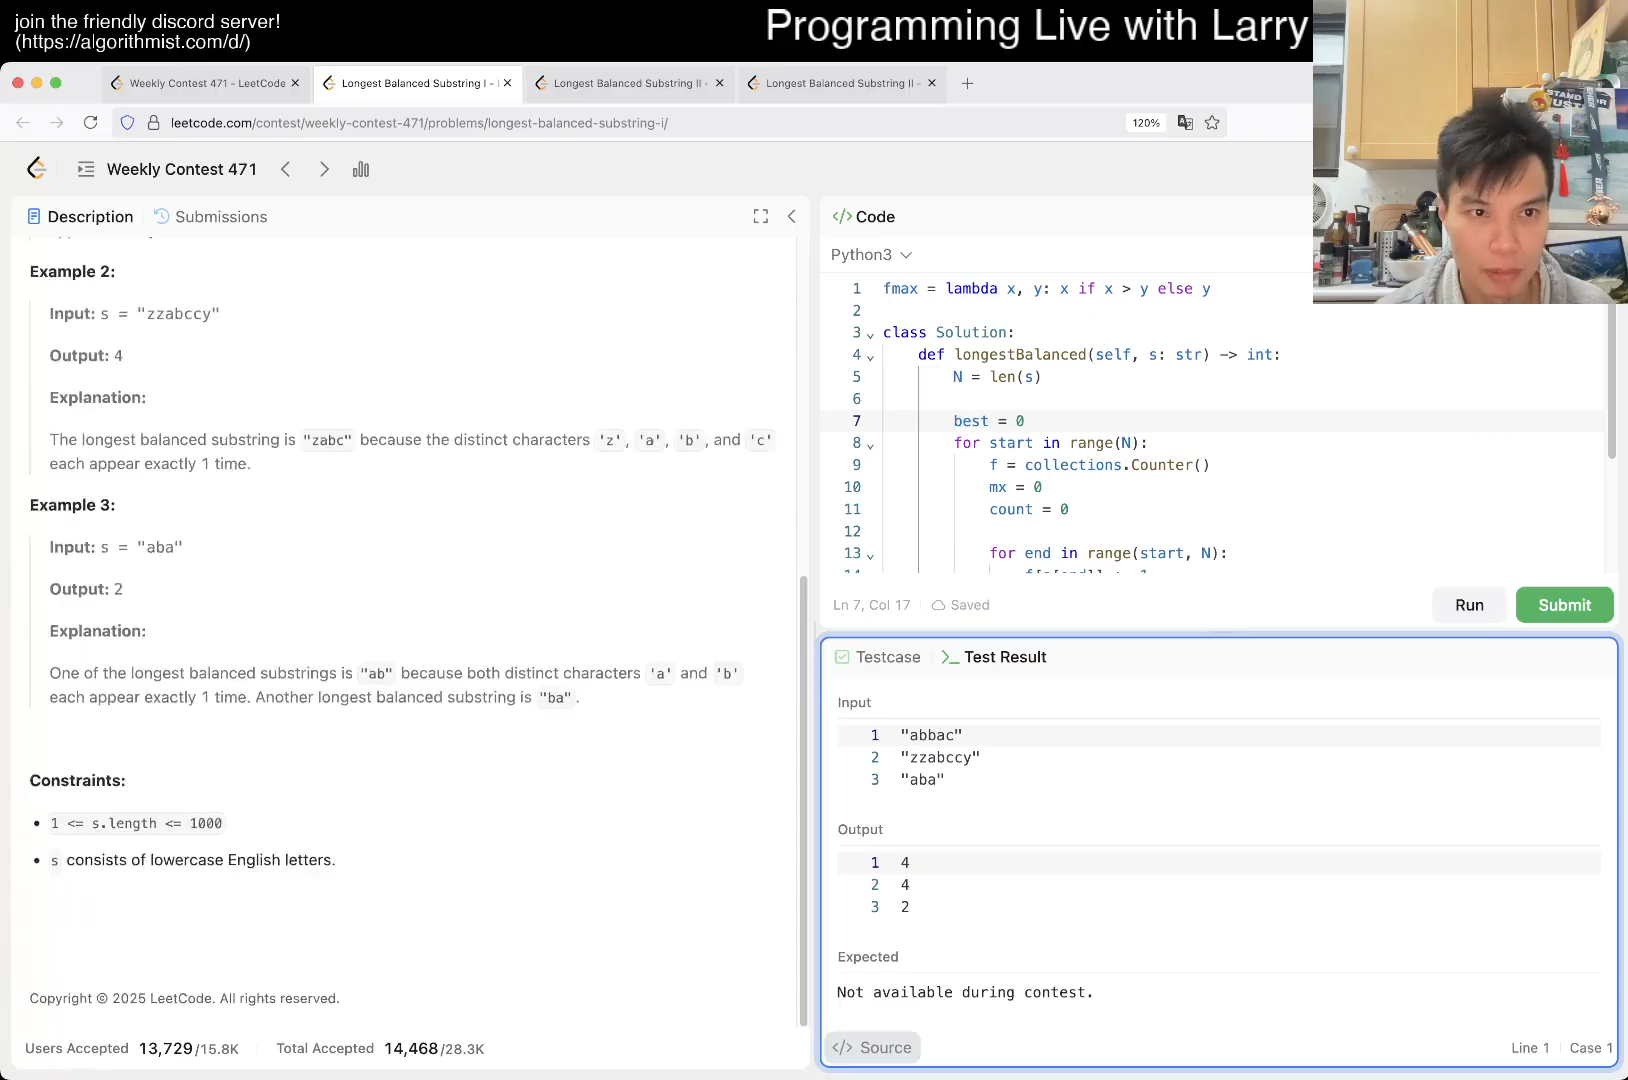 join the friendly discord server!
(https://algorithmist.com/d/)
Programming Live with Larry
Weekly Contest 471 - LeetCode
Longest Balanced Substring I -
Longest Balanced Substring II -
Longest Balanced Substring II -
leetcode.com/contest/weekly-contest-471/problems/longest-balanced-substring-i/
120%
Weekly Contest 471
Description
Submissions
Example 2:
Input: s = "zzabccy"
Output: 4
Explanation:
The longest balanced substring is "zabc" because the distinct characters 'z', 'a', 'b', and 'c'
each appear exactly 1 time.
Example 3:
Input: s = "aba"
Output: 2
Explanation:
One of the longest balanced substrings is "ab" because both distinct characters 'a' and 'b'
each appear exactly 1 time. Another longest balanced substring is "ba".
Constraints:
• 1 <= s.length <= 1000
• s consists of lowercase English letters.
Copyright © 2025 LeetCode. All rights reserved.
Users Accepted 13,729/15.8K
Total Accepted 14,468/28.3K
</> Code
Python3
1 fmax = lambda x, y: x if x > y else y
2
3 class Solution:
4 def longestBalanced(self, s: str) -> int:
5 N = len(s)
6
7 best = 0
8 for start in range(N):
9 f = collections.Counter()
10 mx = 0
11 count = 0
12
13 for end in range(start, N):
Ln 7, Col 17
Saved
Run
Submit
Testcase
Test Result
Input
1 "abbac"
2 "zzabccy"
3 "aba"
Output
1 4
2 4
3 2
Expected
Not available during contest.
</> Source
Line 1
Case 1